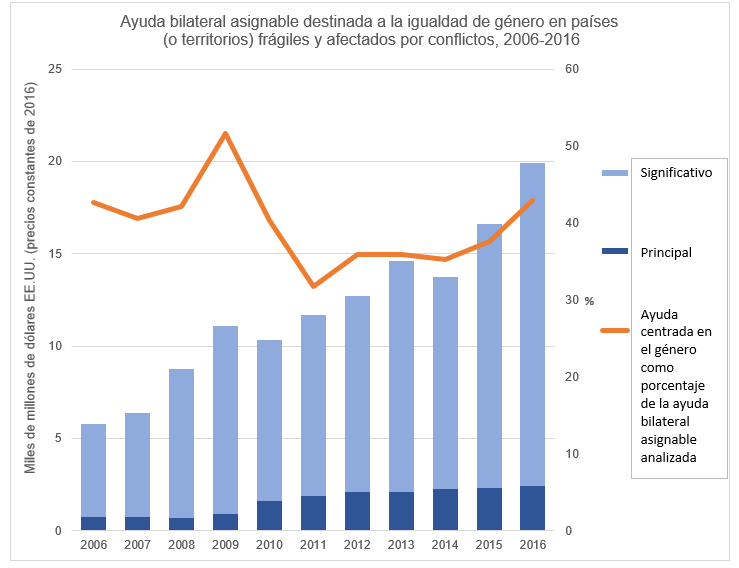 Ayuda bilateral asignable destinada a la igualdad de género en países
(o territorios) frágiles y afectados por conflictos, 2006-2016
Miles de millones de dólares EE.UU. (precios constantes de 2016)
25
20
15
10
5
0
60
50
40
30
20
10
0
%
2006 2007 2008 2009 2010 2011 2012 2013 2014 2015 2016
Significativo
Principal
Ayuda
centrada en
el género
como
porcentaje
de la ayuda
bilateral
asignable
analizada